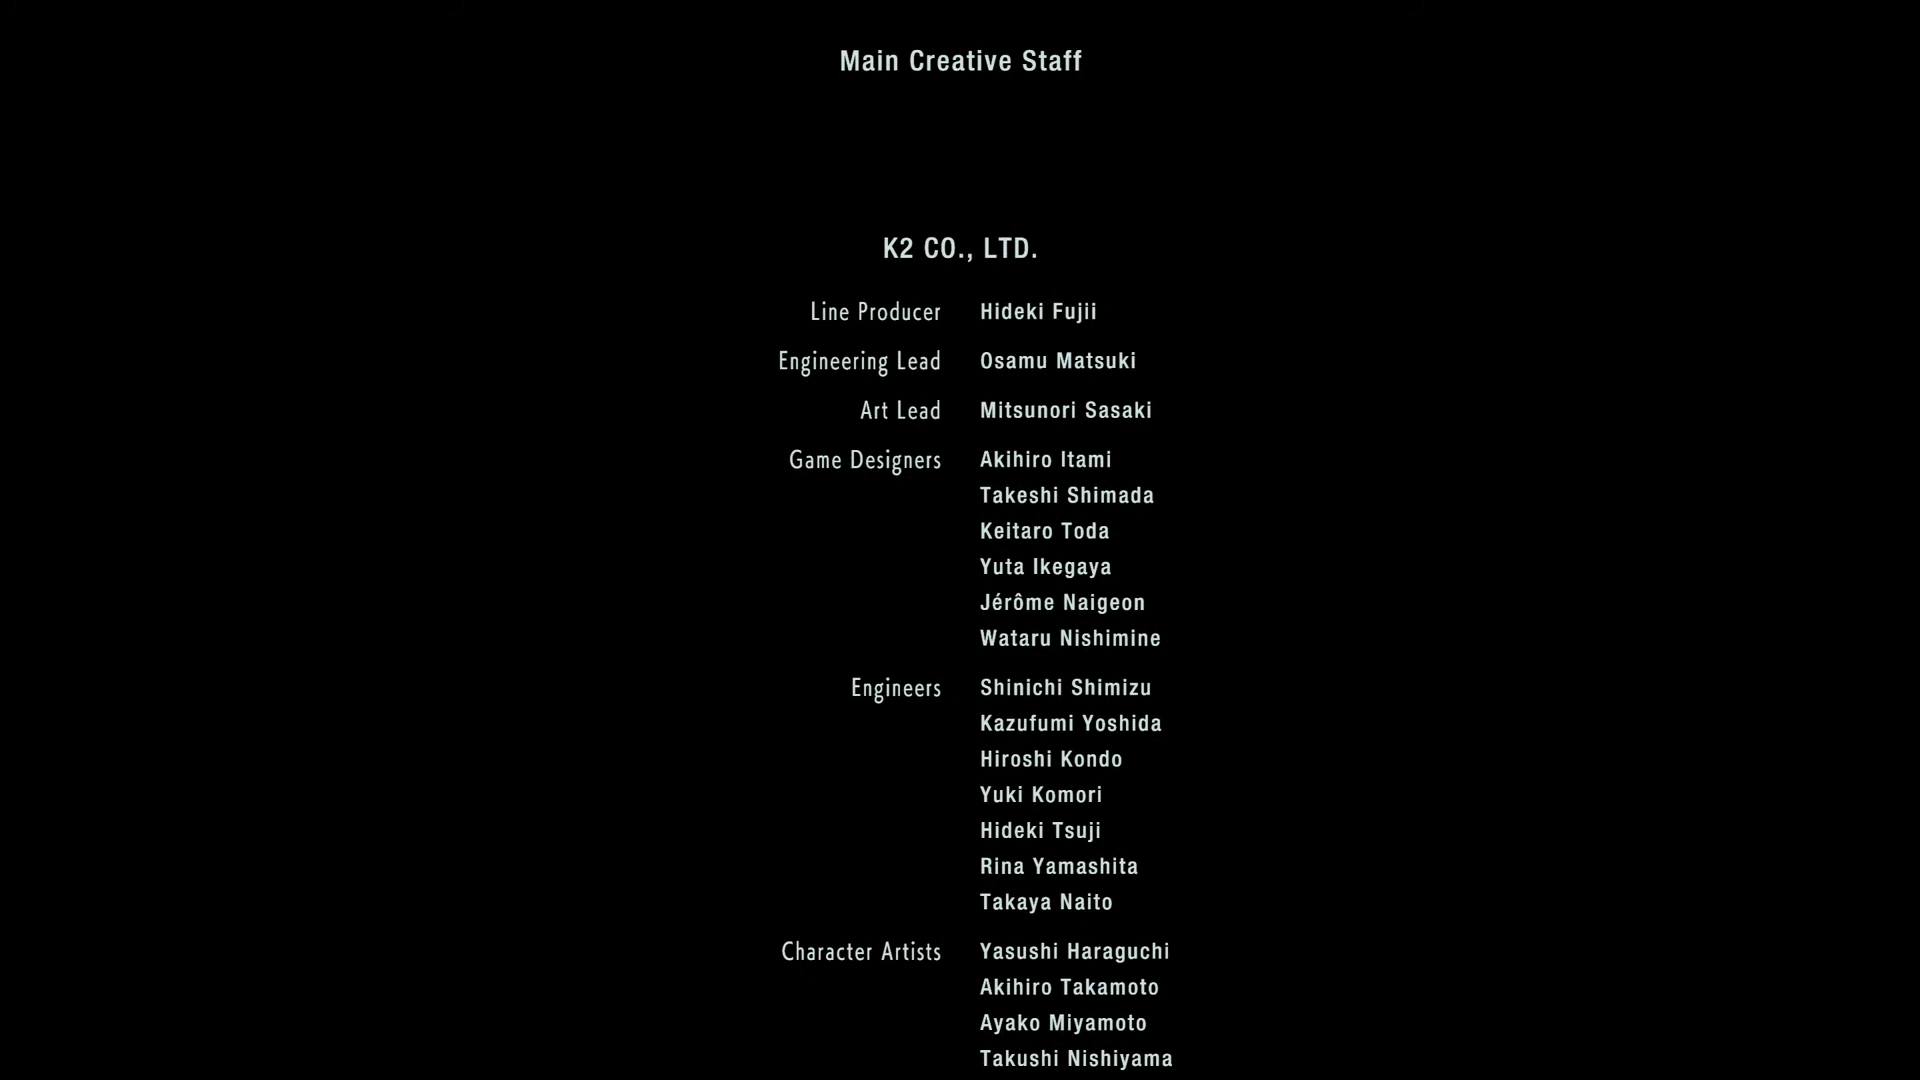 Main Creative Staff
K2 CO., LTD.
Line Producer Hideki Fujii
Engineering Lead Osamu Matsuki
Art Lead Mitsunori Sasaki
Game Designers Akihiro Itami
Takeshi Shimada
Keitaro Toda
Yuta Ikegaya
Jérôme Naigeon
Wataru Nishimine
Engineers Shinichi Shimizu
Kazufumi Yoshida
Hiroshi Kondo
Yuki Komori
Hideki Tsuji
Rina Yamashita
Takaya Naito
Character Artists Yasushi Haraguchi
Akihiro Takamoto
Ayako Miyamoto
Takushi Nishiyama